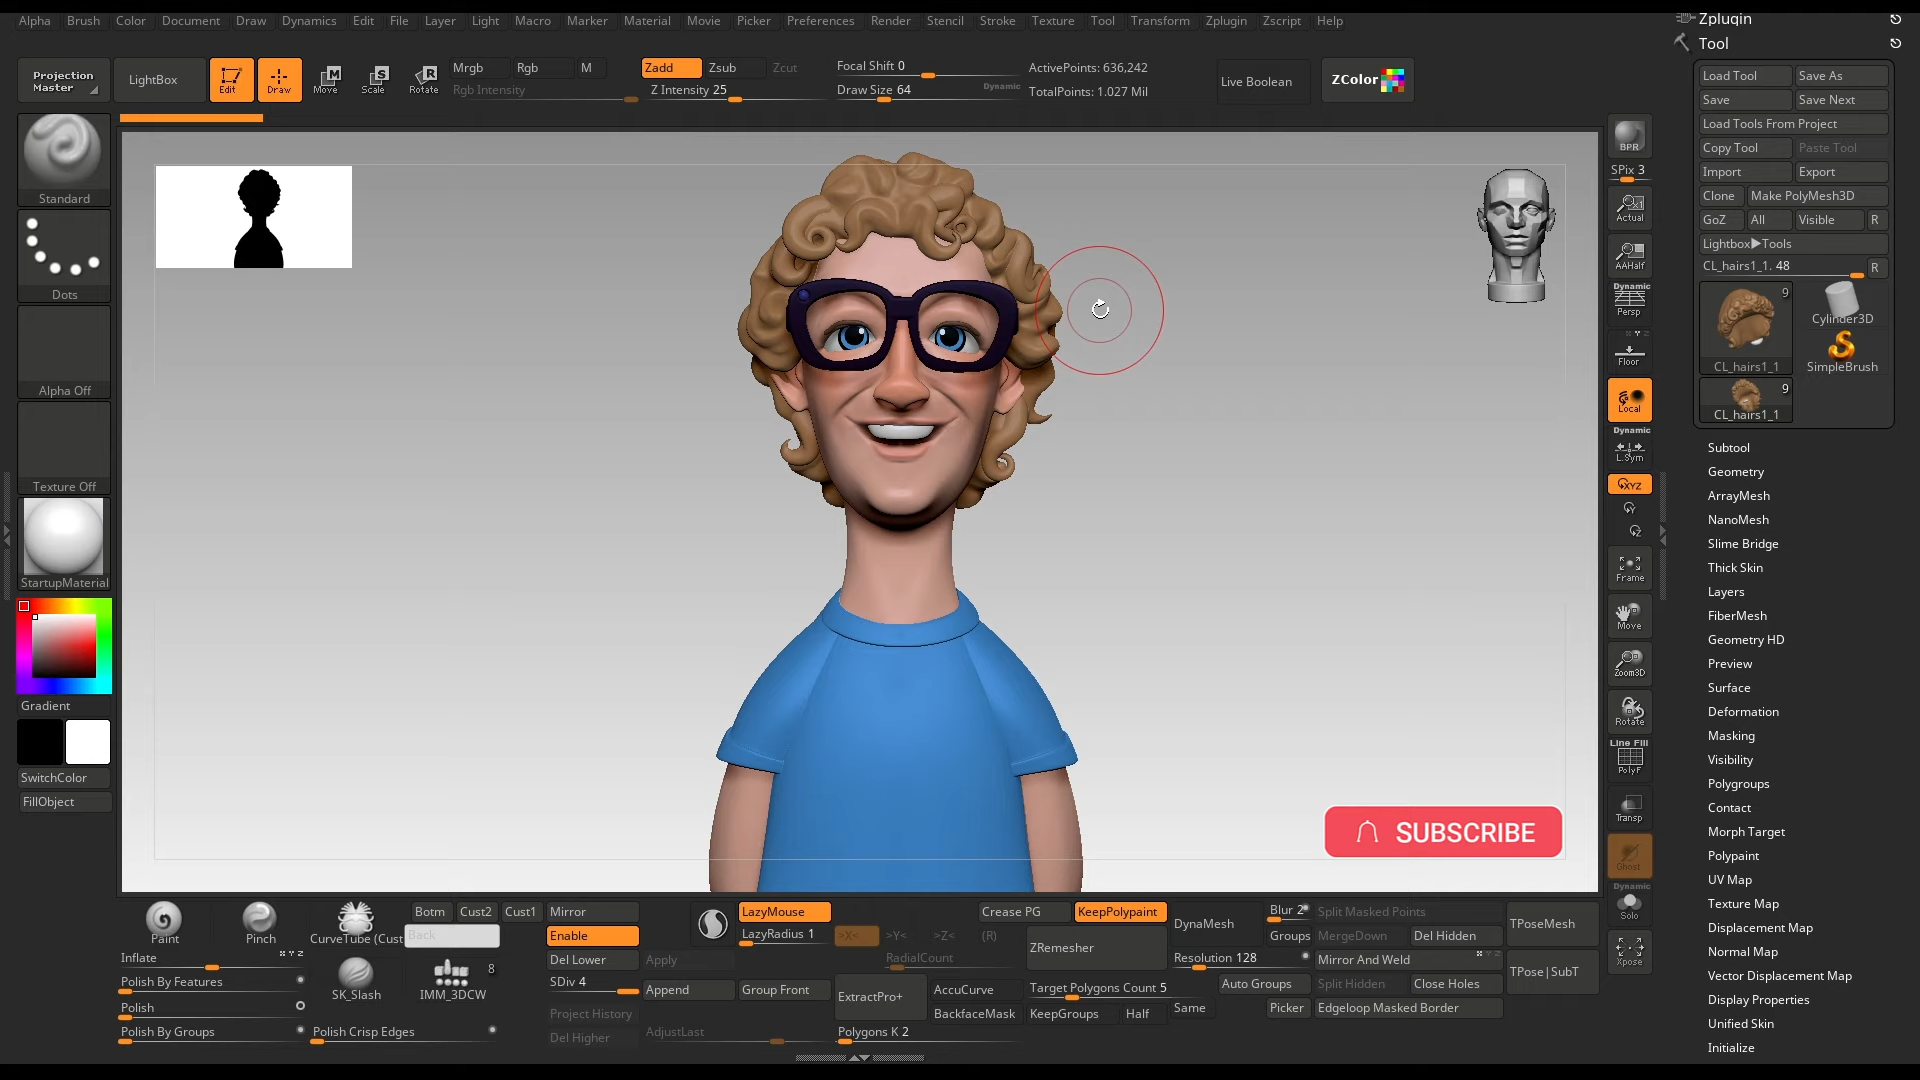 Alpha Brush Color Document Draw Dynamics Edit File Layer Light Macro Marker Material Movie Picker Preferences Render Stencil Stroke Texture Tool Transform Zplugin Zscript Help
Zplugin
Tool
Projection Master
LightBox
Edit
Draw
Move
Scale
Rotate
Mrgb Rgb M
Rgb Intensity
Zadd Zsub Zcut
Z Intensity 25
Focal Shift 0
Draw Size 64
Dynamic
ActivePoints: 636,242
TotalPoints: 1.027 Mil
Live Boolean
ZColor
Load Tool Save As
Save Save Next
Load Tools From Project
Copy Tool Paste Tool
Import Export
Clone Make PolyMesh3D
GoZ All Visible R
Lightbox▶Tools
CL_hairs1_1. 48 R
9
CL_hairs1_1
Cylinder3D
SimpleBrush
9
CL_hairs1_1
Subtool
Geometry
ArrayMesh
NanoMesh
Slime Bridge
Thick Skin
Layers
FiberMesh
Geometry HD
Preview
Surface
Deformation
Masking
Visibility
Polygroups
Contact
Morph Target
Polypaint
UV Map
Texture Map
Displacement Map
Normal Map
Vector Displacement Map
Display Properties
Unified Skin
Initialize
Standard
Dots
Alpha Off
Texture Off
StartupMaterial
Gradient
SwitchColor
FillObject
BPR
SPix 3
Actual
AAHalf
Dynamic
Persp
Floor
Local
Dynamic
L.Sym
XYZ
Y
Z
Frame
Move
Zoom3D
Rotate
Line Fill
PolyF
Transp
Ghost
Dynamic
Solo
Xpose
SUBSCRIBE
Paint
Pinch
CurveTube (Cust
Botm Cust2 Cust1
Back
Inflate
Polish By Features
Polish
Polish By Groups
SK_Slash
IMM_3DCW
8
Polish Crisp Edges
Mirror
Enable
Del Lower
SDiv 4
Project History
Del Higher
Apply
Append
AdjustLast
LazyMouse
LazyRadius 1
Group Front
>X< >Y< >Z< (R)
RadialCount
ExtractPro+
Polygons K 2
AccuCurve
BackfaceMask
Crease PG
KeepPolypaint
ZRemesher
Target Polygons Count 5
KeepGroups Half Same
DynaMesh
Blur 2
Groups
Resolution 128
Auto Groups
Picker
Split Masked Points
MergeDown Del Hidden
Mirror And Weld
Split Hidden Close Holes
Edgeloop Masked Border
TPoseMesh
TPose|SubT